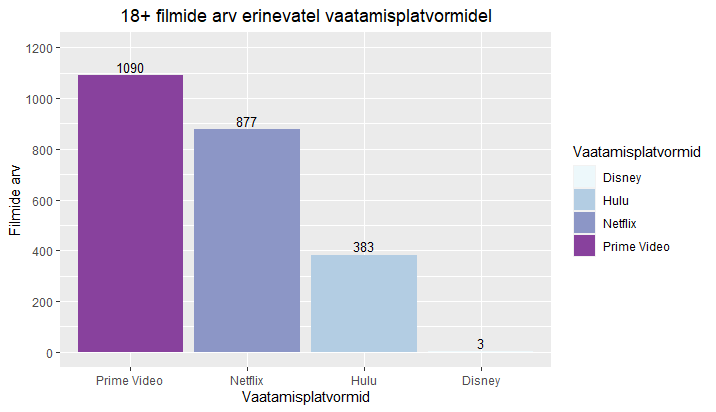 18+ filmide arv erinevatel vaatamisplatvormidel
Filmide arv
1200
1000
800
600
400
200
0
1090
877
383
3
Prime Video
Netflix
Hulu
Disney
Vaatamisplatvormid
Vaatamisplatvormid
Disney
Hulu
Netflix
Prime Video